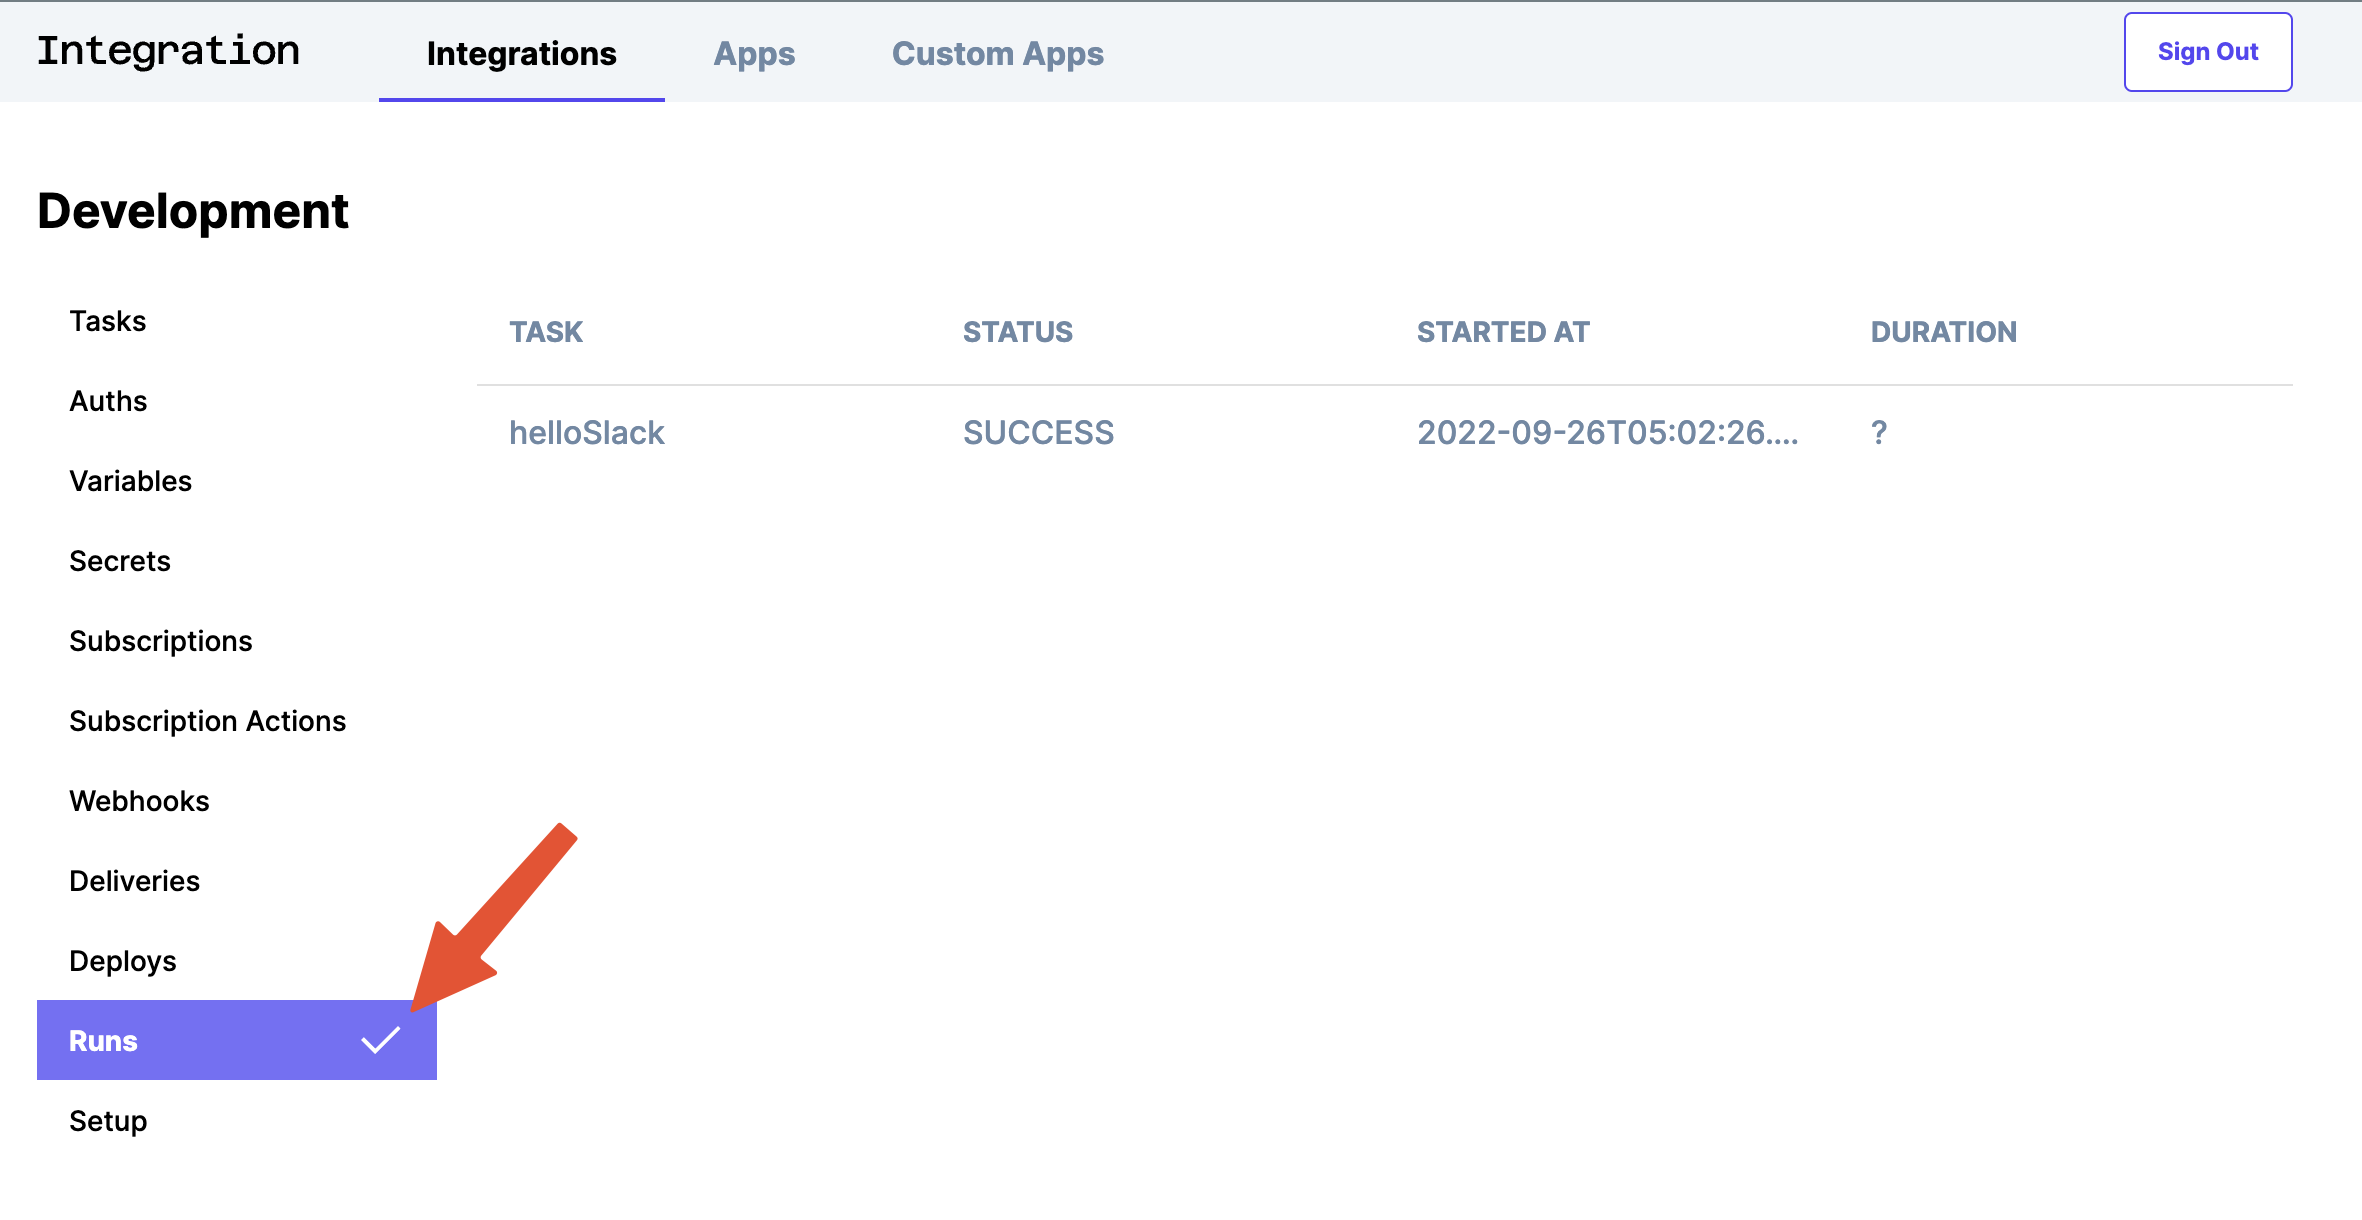 Integration Integrations Apps Custom Apps Sign Out
Development
Tasks
Auths
Variables
Secrets
Subscriptions
Subscription Actions
Webhooks
Deliveries
Deploys
Runs
Setup
TASK STATUS STARTED AT DURATION
helloSlack SUCCESS 2022-09-26T05:02:26.... ?